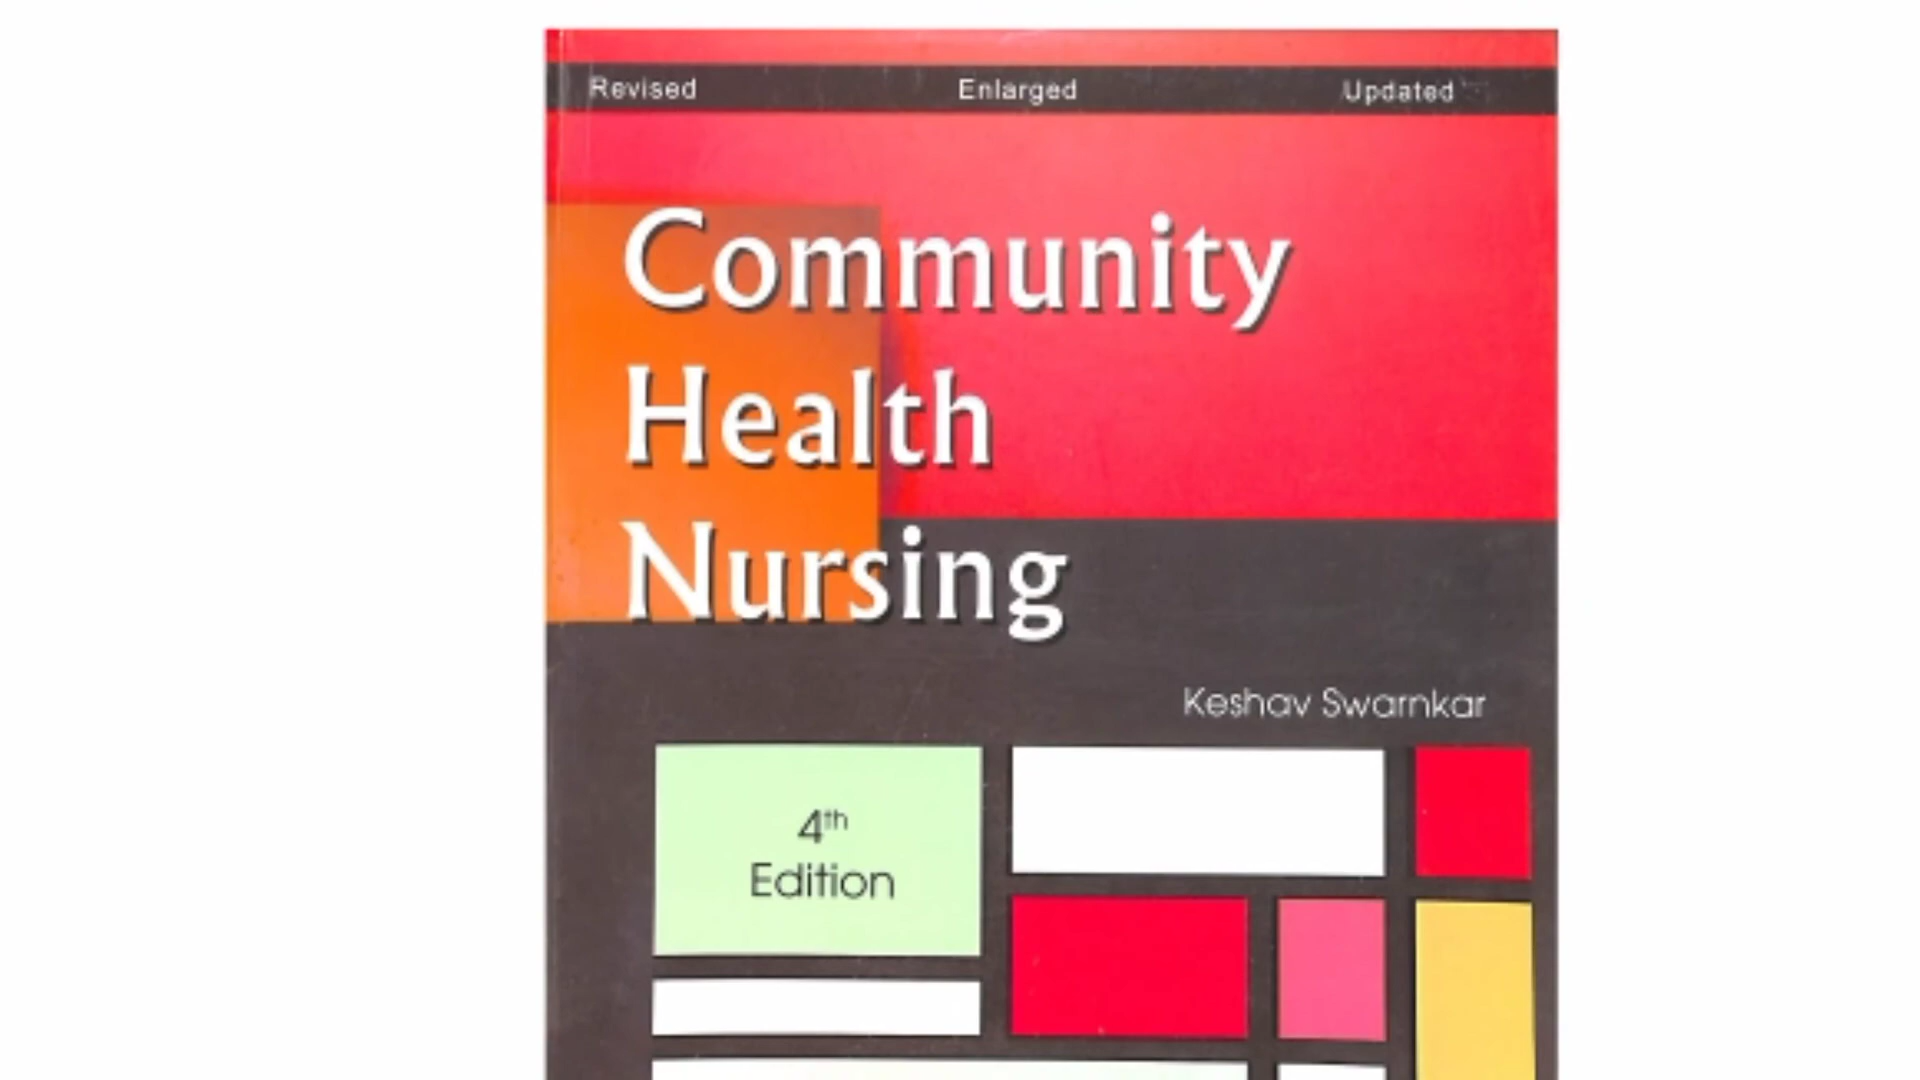 Revised Enlarged Updated
Community
Health
Nursing
Keshav Swarnkar
4th
Edition